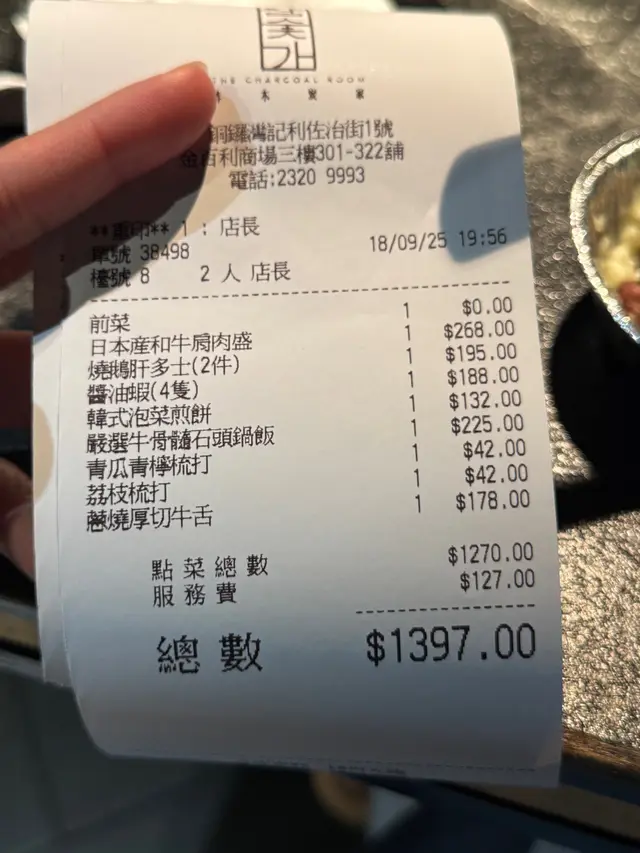 THE CHARCOAL ROOM
木 聚 家
銅鑼灣記利佐治街1號
金百利商場三樓301-322舖
電話:2320 9993
**重印** 1 : 店長
單號 38498 18/09/25 19:56
檯號 8 2 人 店長
前菜 1 $0.00
日本産和牛肩肉盛 1 $268.00
燒鵝肝多士(2件) 1 $195.00
醬油蝦(4隻) 1 $188.00
韓式泡菜煎餅 1 $132.00
嚴選牛骨髓石頭鍋飯 1 $225.00
青瓜青檸梳打 1 $42.00
荔枝梳打 1 $42.00
蔥燒厚切牛舌 1 $178.00
點菜總數 $1270.00
服務費 $127.00
總數 $1397.00